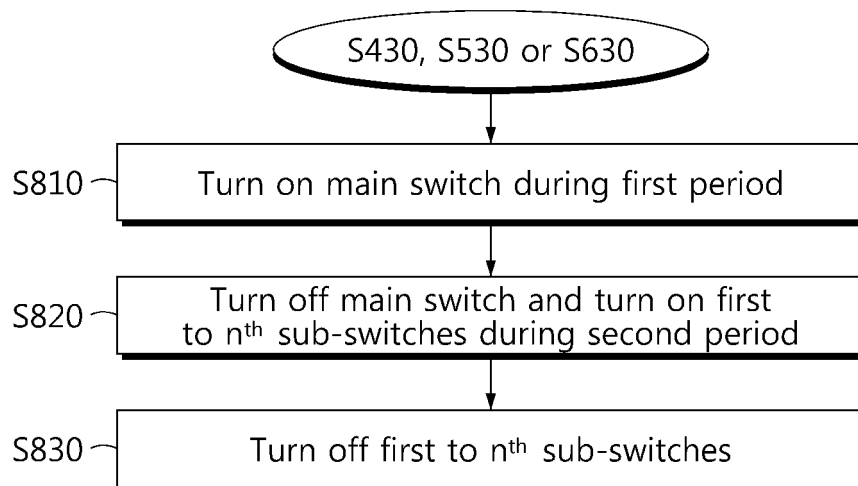 S430, S530 or S630
S810
Turn on main switch during first period
S820
Turn off main switch and turn on first
to nth sub-switches during second period
S830
Turn off first to nth sub-switches